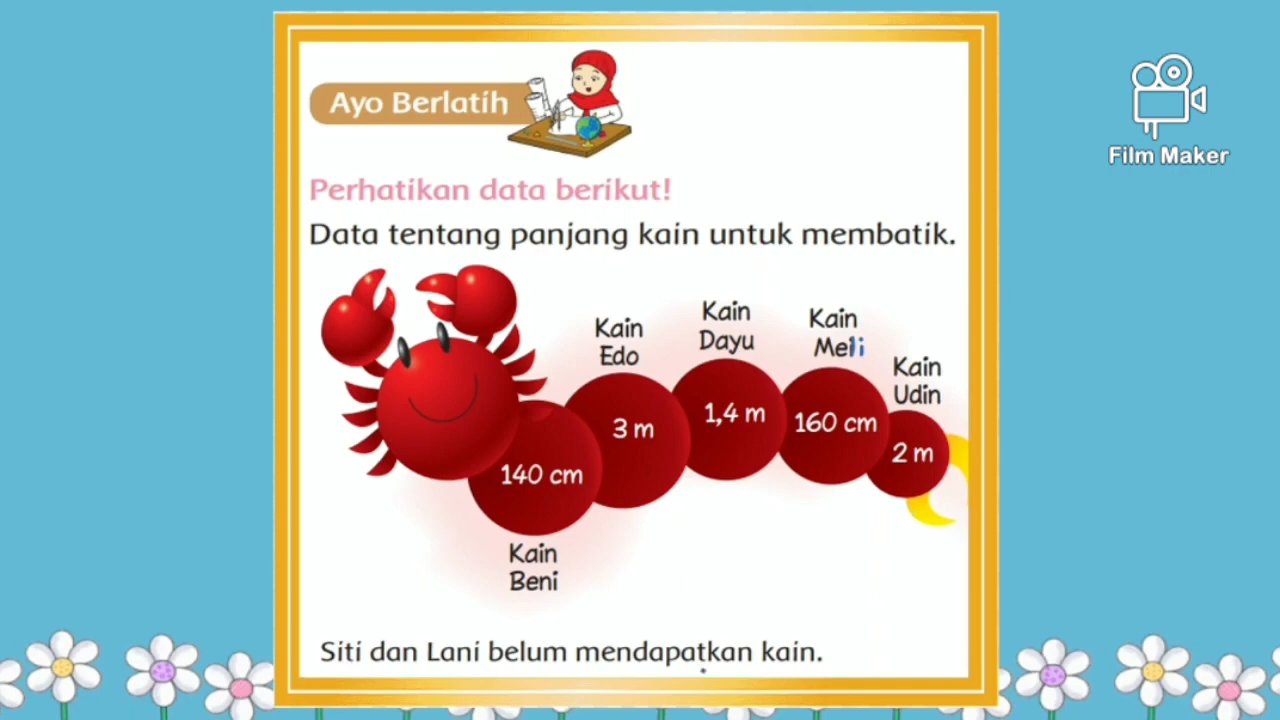 Ayo Berlatih
Film Maker
Perhatikan data berikut!
Data tentang panjang kain untuk membatik.
Kain
Edo
Kain
Dayu
Kain
Meli
Kain
Udin
140 cm
3 m
1,4 m
160 cm
2 m
Kain
Beni
Siti dan Lani belum mendapatkan kain.